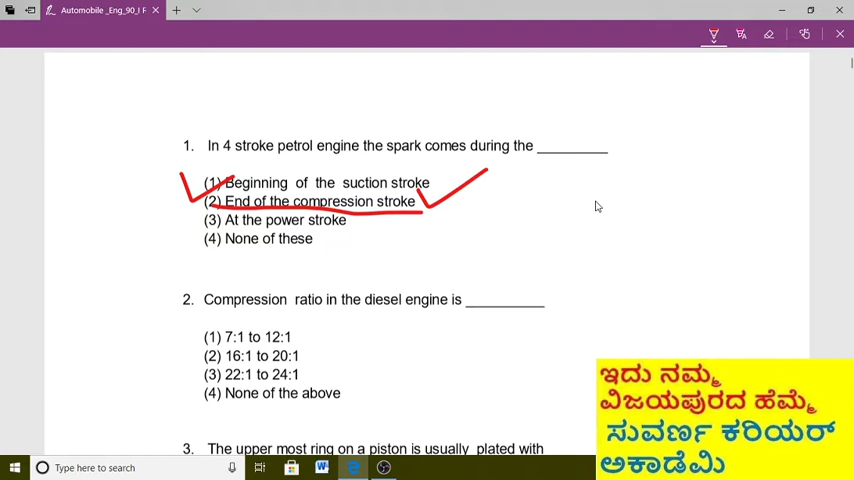 Automobile _Eng_90_I F
1. In 4 stroke petrol engine the spark comes during the _________
(1) Beginning of the suction stroke
(2) End of the compression stroke
(3) At the power stroke
(4) None of these
2. Compression ratio in the diesel engine is __________
(1) 7:1 to 12:1
(2) 16:1 to 20:1
(3) 22:1 to 24:1
(4) None of the above
3. The upper most ring on a piston is usually plated with
ಇದು ನಮ್ಮ
ವಿಜಯಪುರದ ಹೆಮ್ಮೆ
ಸುವರ್ಣ ಕರಿಯರ್
ಅಕಾಡೆಮಿ
Type here to search